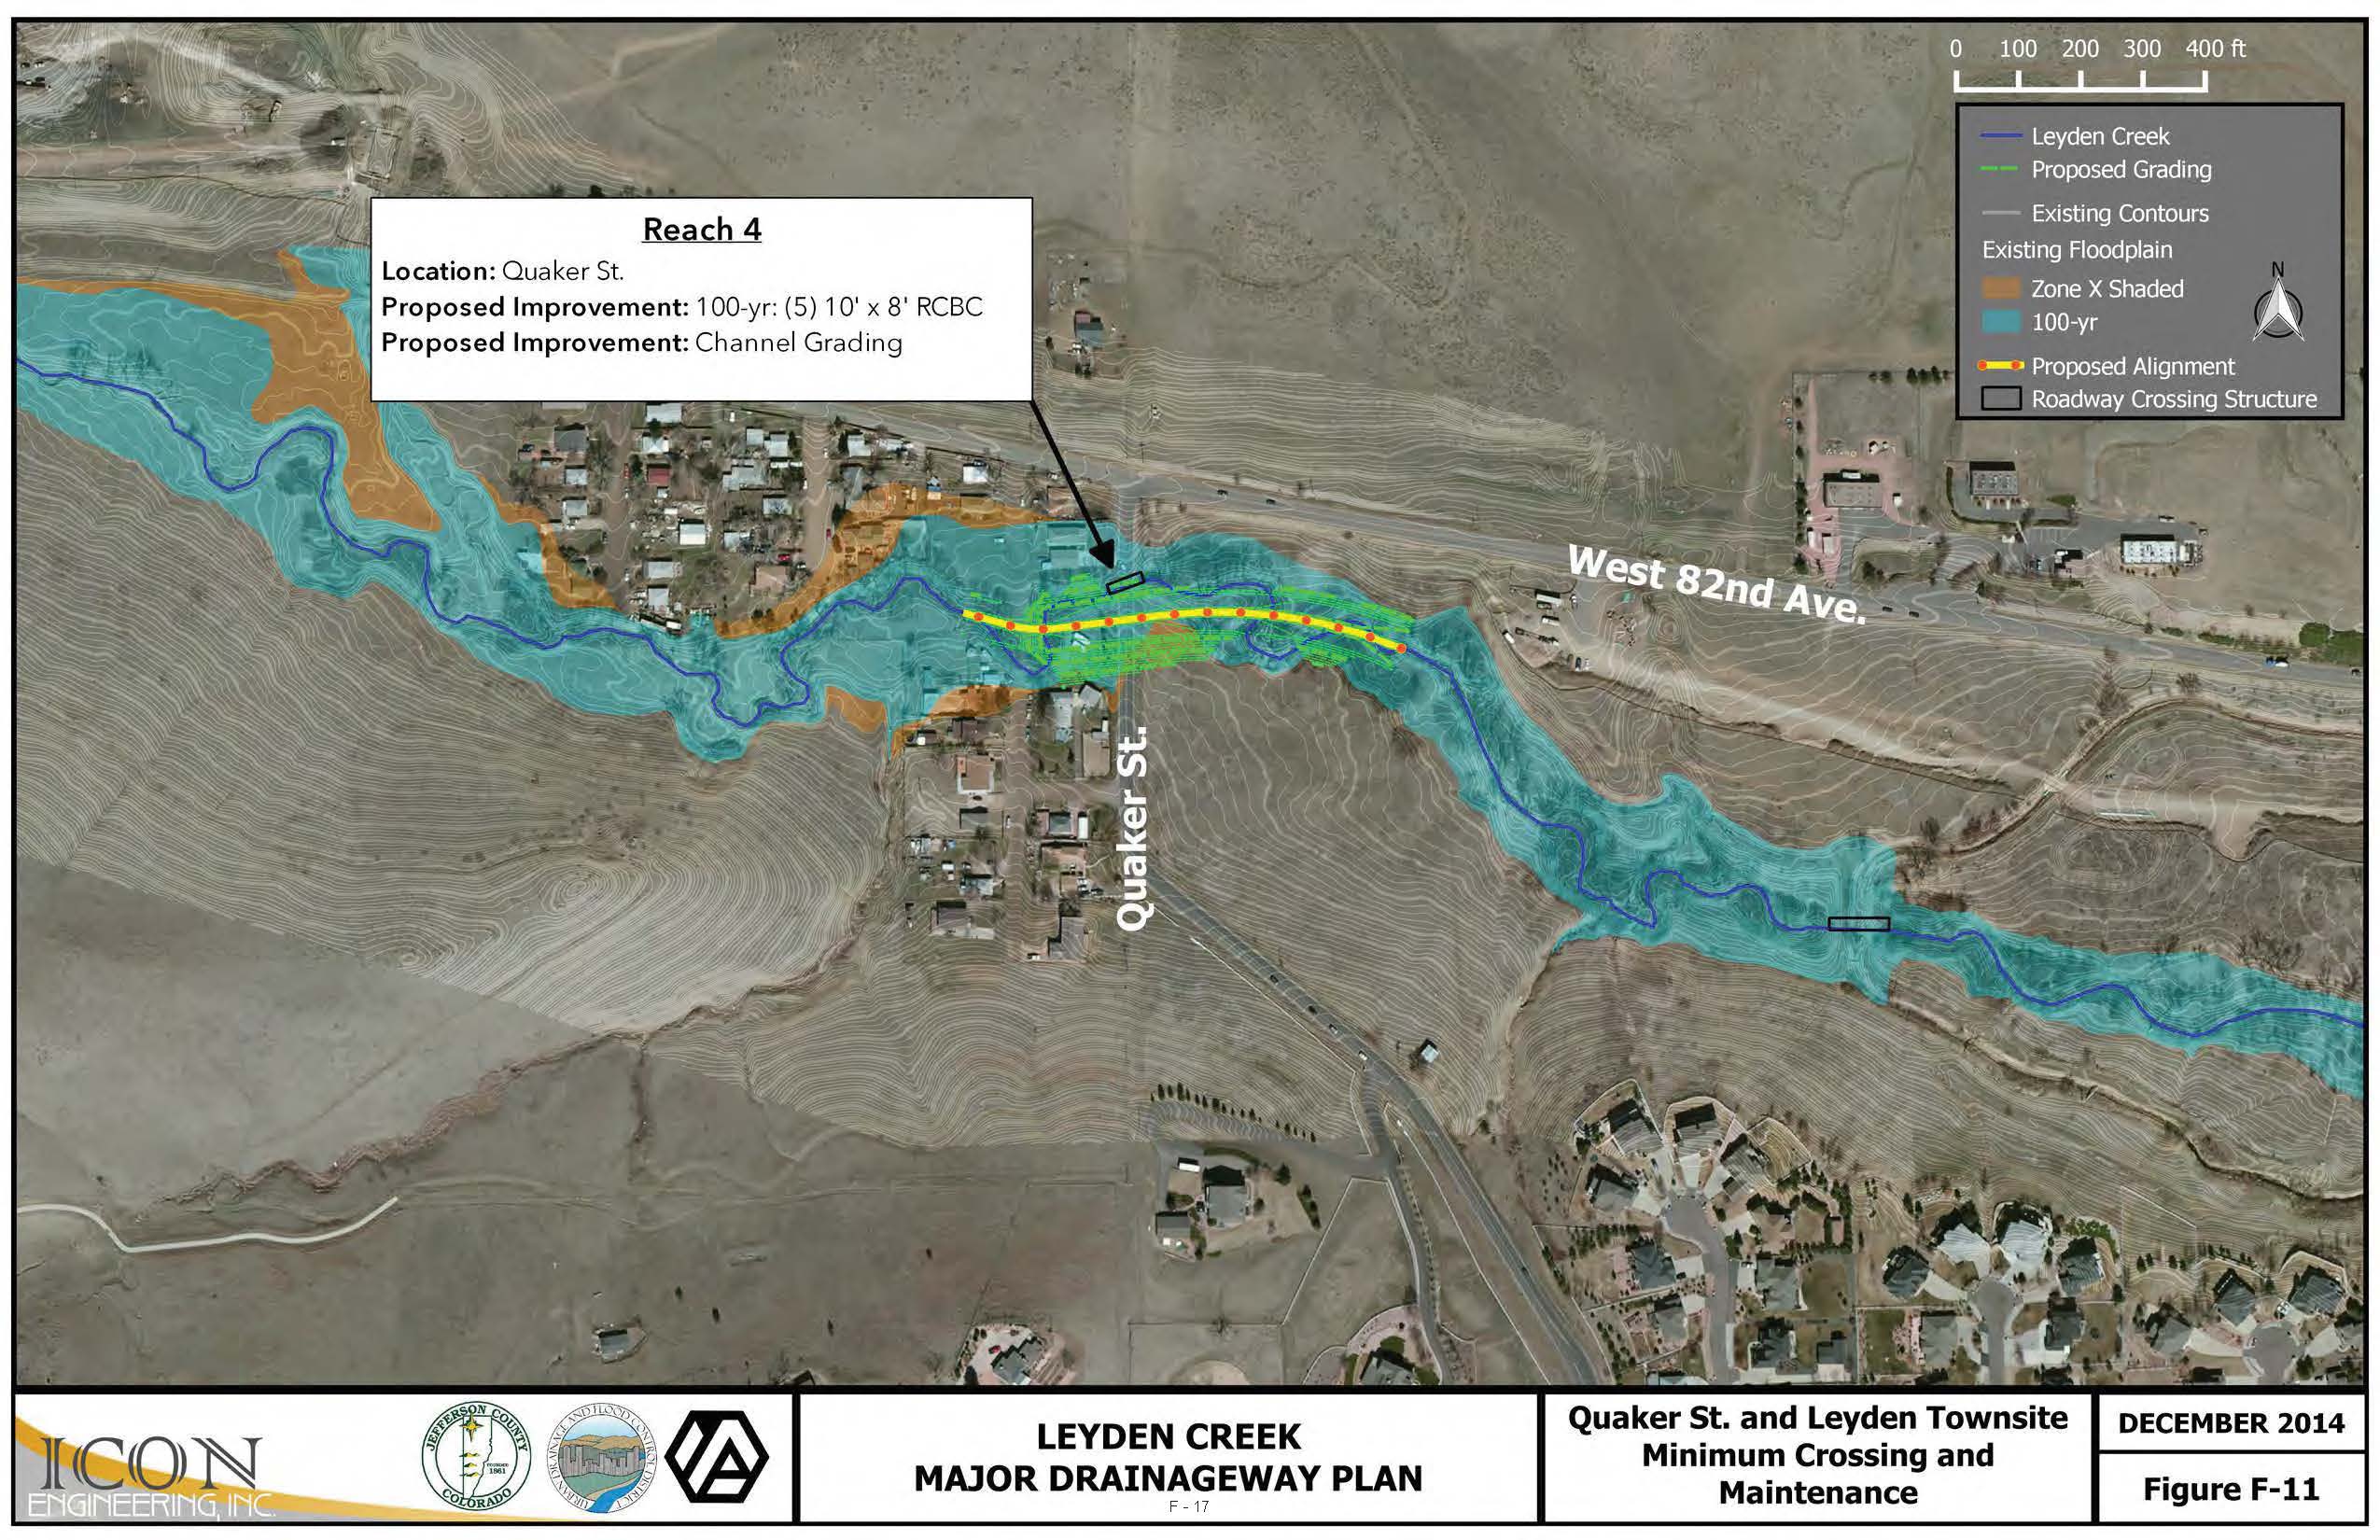 0 100 200 300 400 ft
Leyden Creek
Proposed Grading
Existing Contours
Existing Floodplain
Zone X Shaded
100-yr
N
Proposed Alignment
Roadway Crossing Structure
Reach 4
Location: Quaker St.
Proposed Improvement: 100-yr: (5) 10' x 8' RCBC
Proposed Improvement: Channel Grading
West 82nd Ave.
Quaker St.
ICON
ENGINEERING, INC.
JEFFERSON COUNTY
FOUNDED
1861
COLORADO
URBAN DRAINAGE AND FLOOD CONTROL DISTRICT
LEYDEN CREEK
MAJOR DRAINAGEWAY PLAN
F - 17
Quaker St. and Leyden Townsite
Minimum Crossing and
Maintenance
DECEMBER 2014
Figure F-11